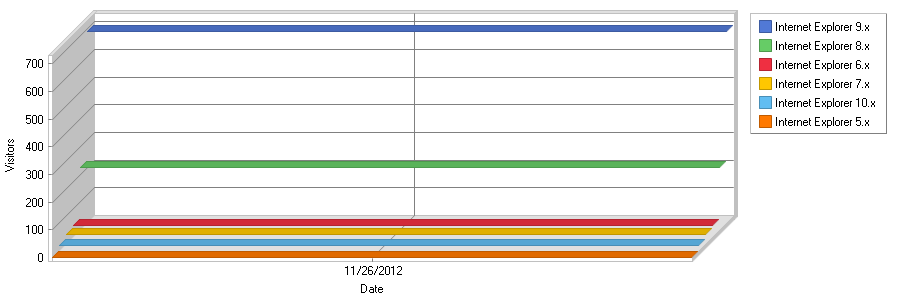 Internet Explorer 9.x
Internet Explorer 8.x
Internet Explorer 6.x
Internet Explorer 7.x
Internet Explorer 10.x
Internet Explorer 5.x
Visitors
700
600
500
400
300
200
100
0
11/26/2012
Date